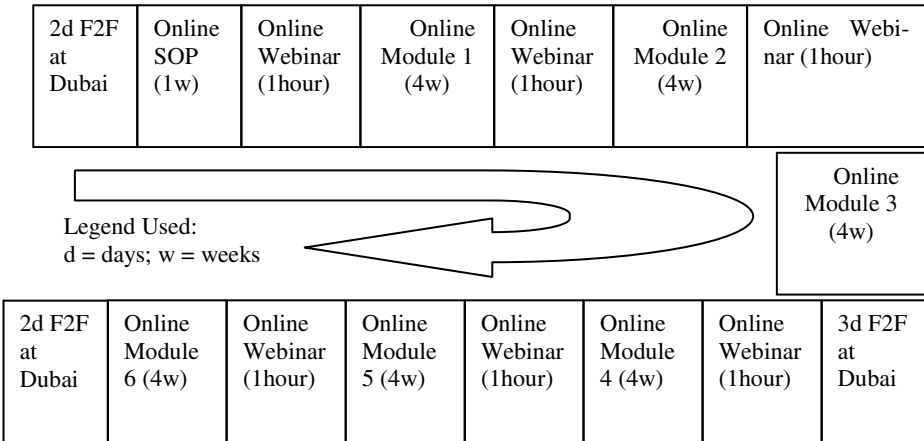 2d F2F
at
Dubai
Online
SOP
(1w)
Online
Webinar
(1hour)
Online
Module 1
(4w)
Online
Webinar
(1hour)
Online
Module 2
(4w)
Online Webi-
nar (1hour)
Online
Module 3
(4w)
Legend Used:
d = days; w = weeks
2d F2F
at
Dubai
Online
Module
6 (4w)
Online
Webinar
(1hour)
Online
Module
5 (4w)
Online
Webinar
(1hour)
Online
Module
4 (4w)
Online
Webinar
(1hour)
3d F2F
at
Dubai